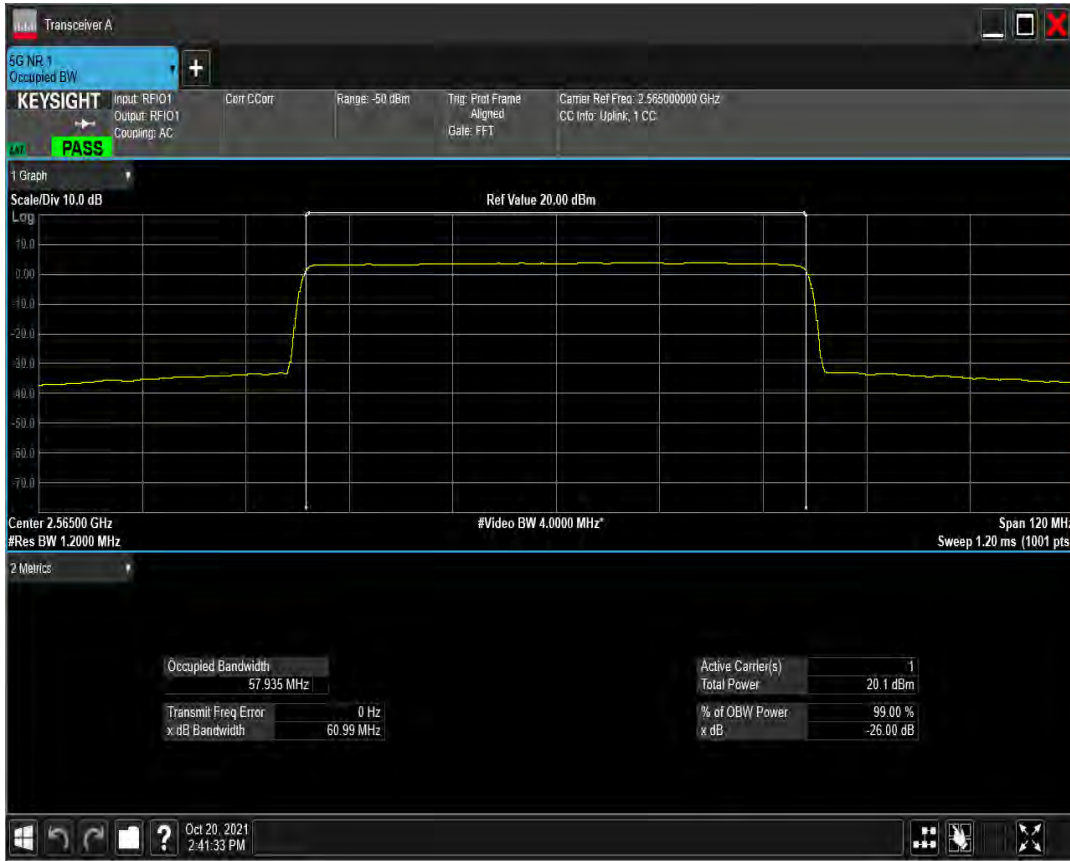 Transceiver A
5G NR 1
Occupied BW
+
KEYSIGHT
Input: RFIO1
Output: RFIO1
Coupling: AC
Corr CCorr
Range: -50 dBm
Trig: Prot Frame
Aligned
Gate: FFT
Carrier Ref Freq: 2.565000000 GHz
CC Info: Uplink, 1 CC
PASS
1 Graph
Scale/Div 10.0 dB
Ref Value 20.00 dBm
Log
10.0
0.00
-10.0
-20.0
-30.0
-40.0
-50.0
-60.0
-70.0
Center 2.56500 GHz
#Video BW 4.0000 MHz*
Span 120 MHz
#Res BW 1.2000 MHz
Sweep 1.20 ms (1001 pts
2 Metrics
Occupied Bandwidth
57.935 MHz
Transmit Freq Error 0 Hz
x dB Bandwidth 60.99 MHz
Active Carrier(s) 1
Total Power 20.1 dBm
% of OBW Power 99.00 %
x dB -26.00 dB
?
Oct 20, 2021
2:41:33 PM